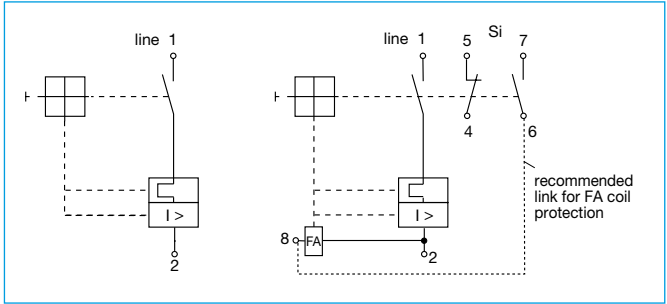 line 1
I >
2
line 1 5 Si 7
4 6
recommended
link for FA coil
protection
I >
8 FA
2